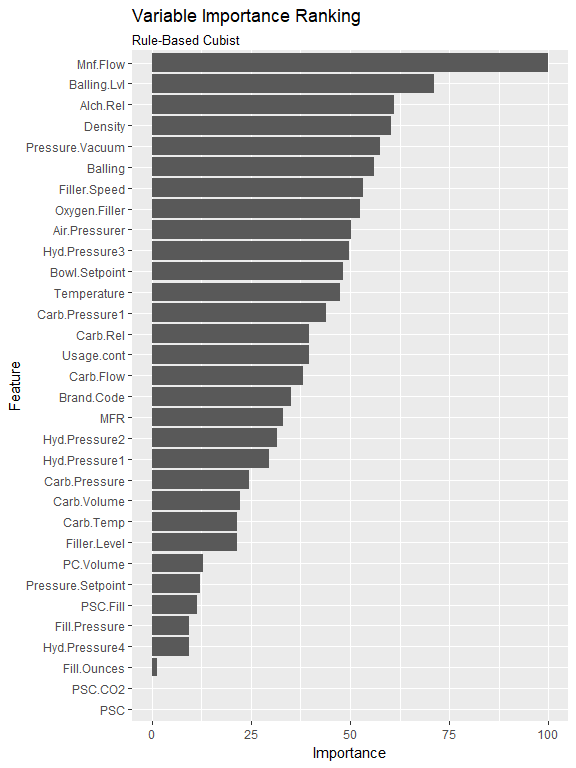 Variable Importance Ranking
Rule-Based Cubist
Mnf.Flow
Balling.Lvl
Alch.Rel
Density
Pressure.Vacuum
Balling
Filler.Speed
Oxygen.Filler
Air.Pressurer
Hyd.Pressure3
Bowl.Setpoint
Temperature
Carb.Pressure1
Carb.Rel
Usage.cont
Carb.Flow
Brand.Code
MFR
Hyd.Pressure2
Hyd.Pressure1
Carb.Pressure
Carb.Volume
Carb.Temp
Filler.Level
PC.Volume
Pressure.Setpoint
PSC.Fill
Fill.Pressure
Hyd.Pressure4
Fill.Ounces
PSC.CO2
PSC
Feature
0 25 50 75 100
Importance